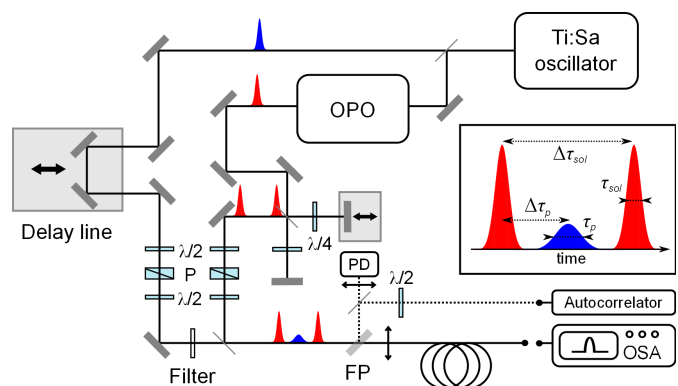 Ti:Sa
oscillator
OPO
Δτsol
τsol
Δτp
τp
time
Delay line
λ/4
λ/2
P
λ/2
PD
λ/2
Autocorrelator
OSA
Filter
FP